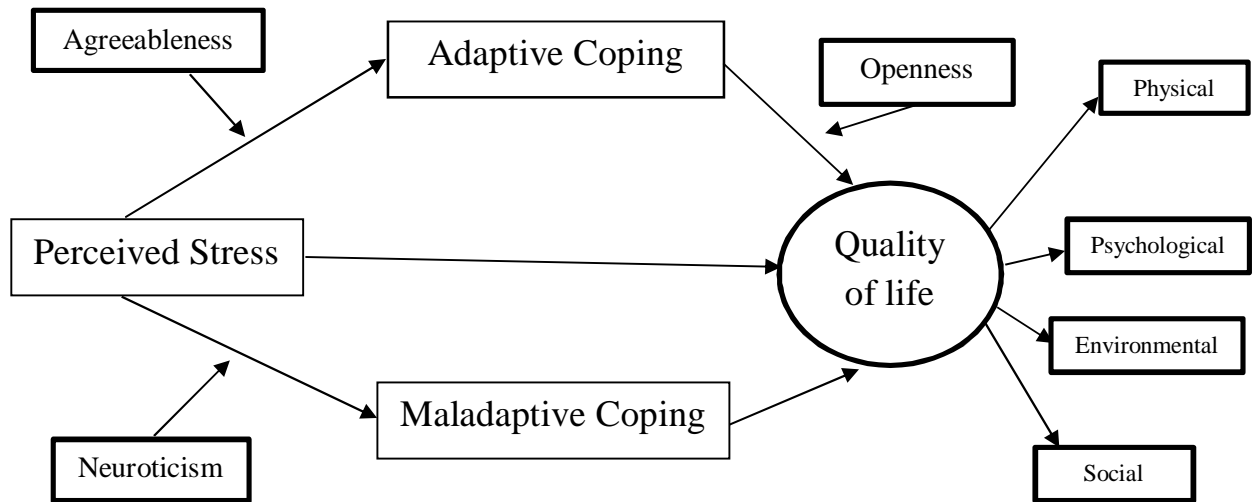 Agreeableness
Adaptive Coping
Openness
Physical
Perceived Stress
Quality
of life
Psychological
Environmental
Maladaptive Coping
Neuroticism
Social